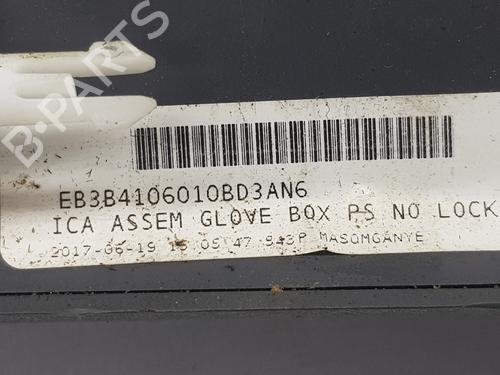 B-PARTS
EB3B4106010BD3AN6
ICA ASSEM GLOVE BOX PS NO LOCK
2017-06-19 15 05 47 943P MASOMGANYE